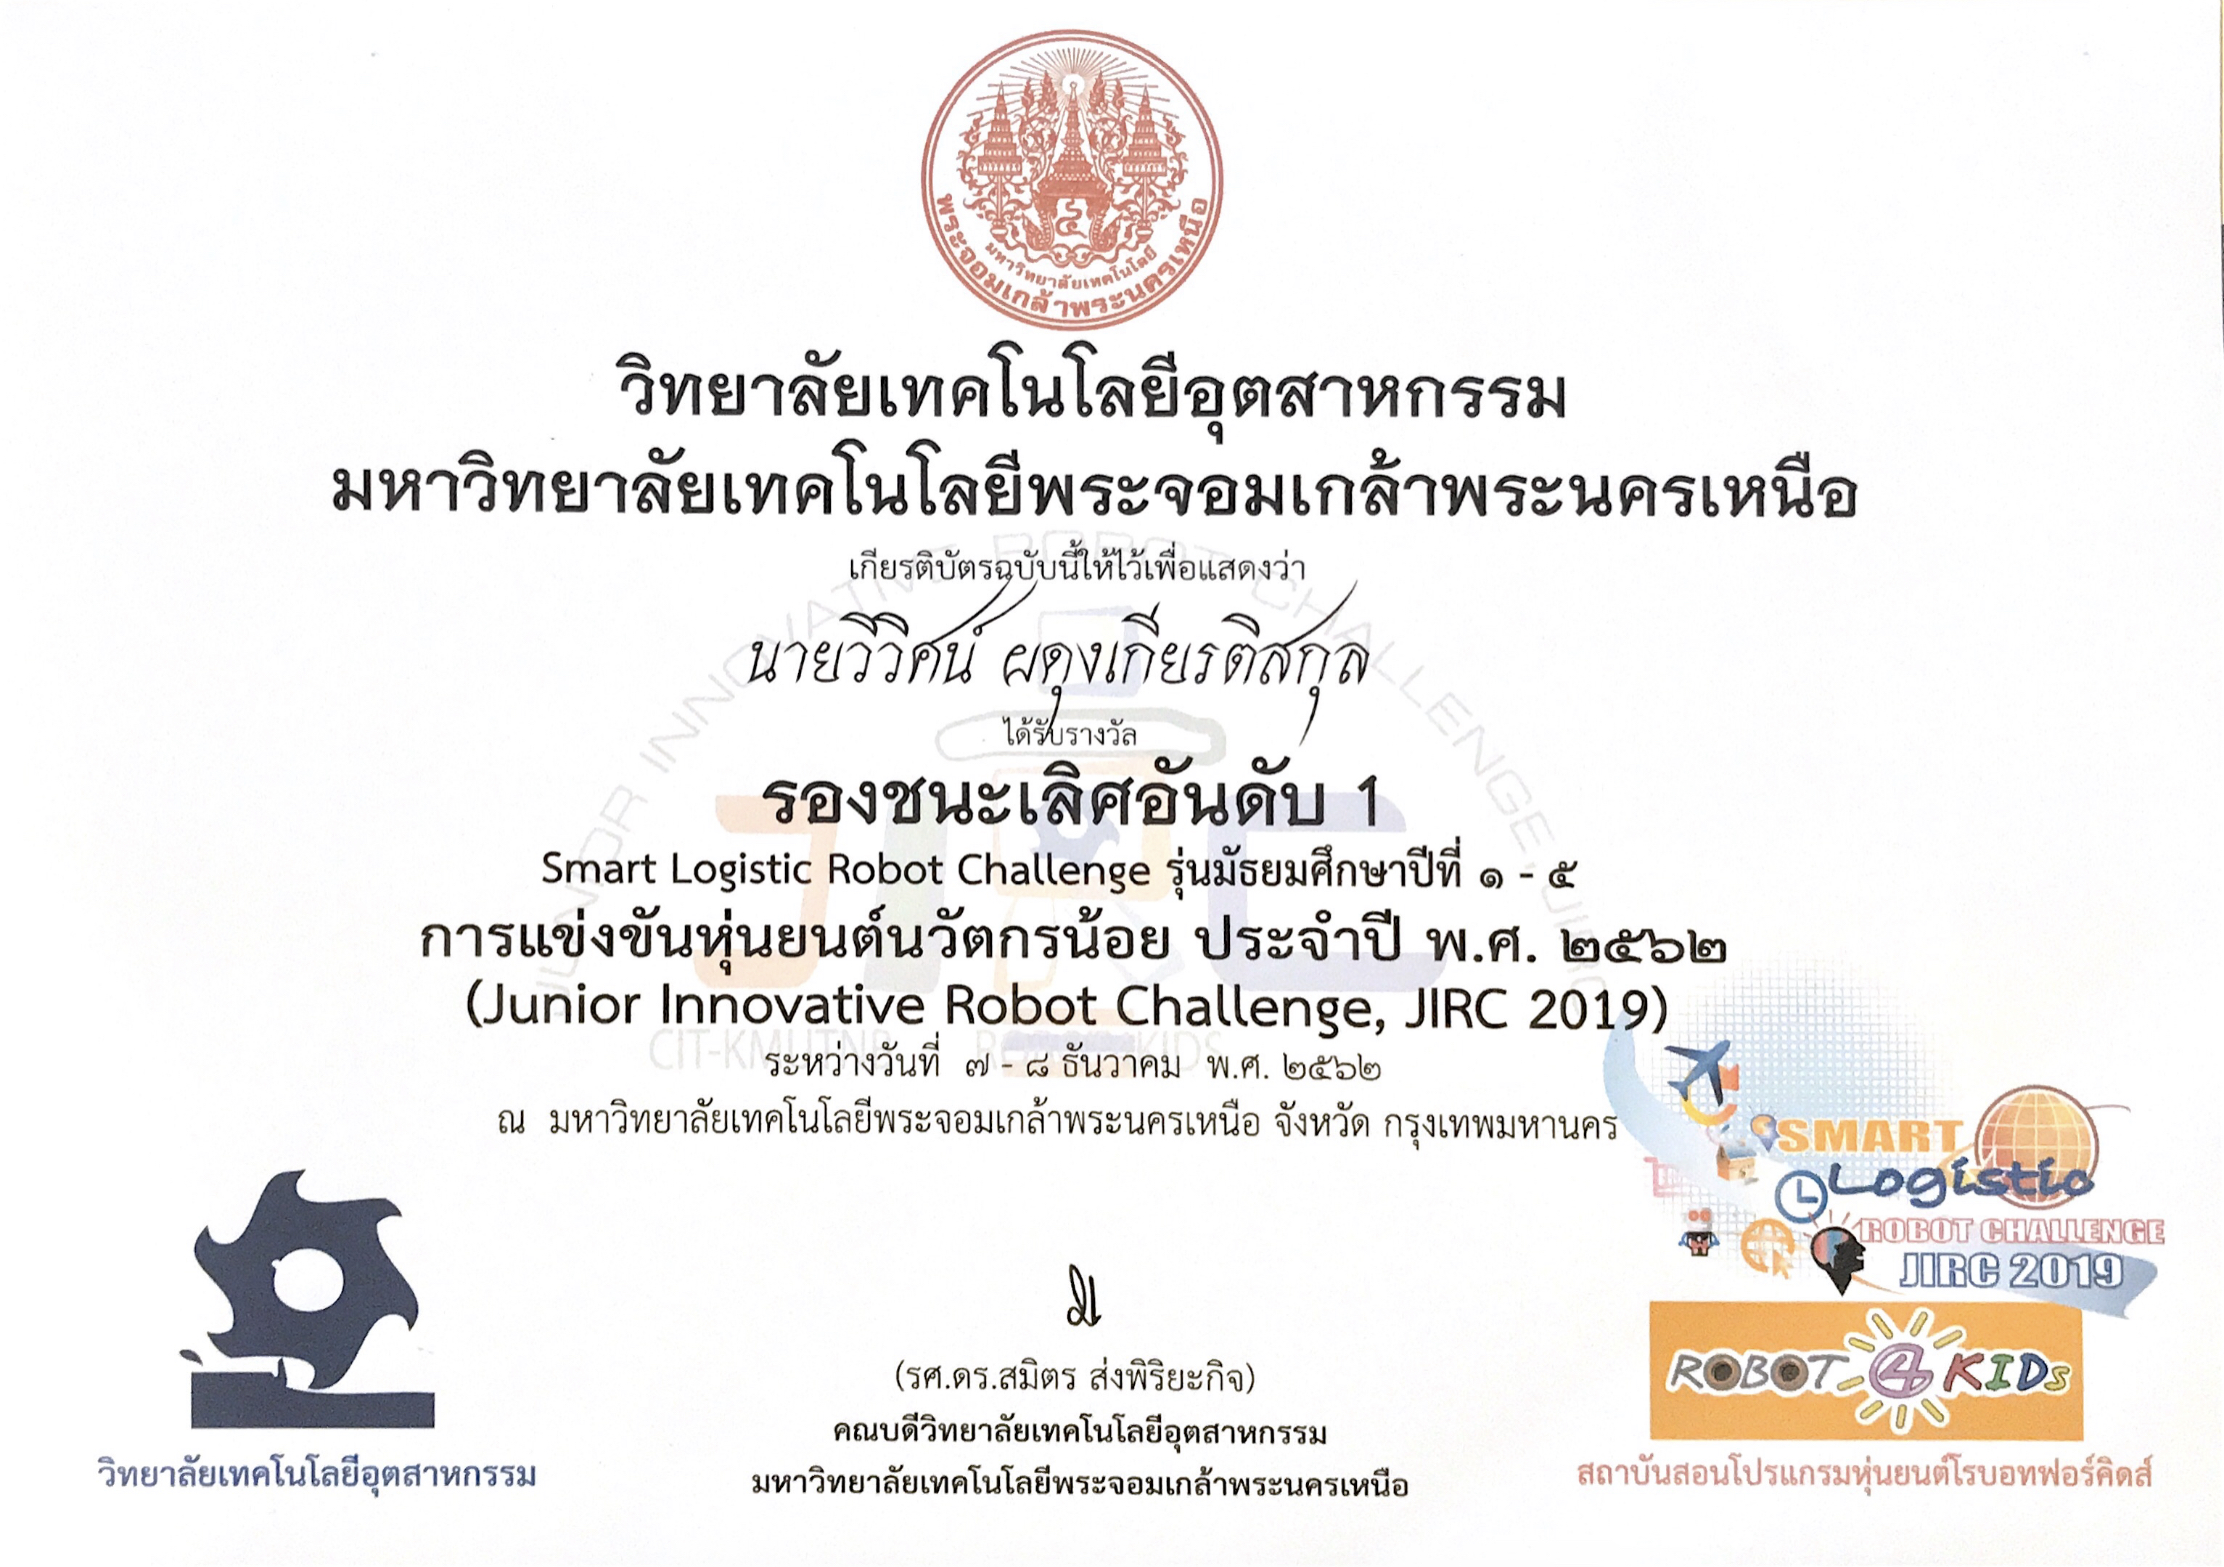 มหาวิทยาลัยเทคโนโลยี
พระจอมเกล้าพระนครเหนือ
วิทยาลัยเทคโนโลยีอุตสาหกรรม
มหาวิทยาลัยเทคโนโลยีพระจอมเกล้าพระนครเหนือ
เกียรติบัตรฉบับนี้ให้ไว้เพื่อแสดงว่า
นายวีวิศน์ ผดุงเกียรติสกุล
ได้รับรางวัล
รองชนะเลิศอันดับ 1
Smart Logistic Robot Challenge รุ่นมัธยมศึกษาปีที่ ๑ - ๕
การแข่งขันหุ่นยนต์นวัตกรน้อย ประจำปี พ.ศ. ๒๕๖๒
(Junior Innovative Robot Challenge, JIRC 2019)
ระหว่างวันที่ ๗ - ๘ ธันวาคม พ.ศ. ๒๕๖๒
ณ มหาวิทยาลัยเทคโนโลยีพระจอมเกล้าพระนครเหนือ จังหวัด กรุงเทพมหานคร
JUNIOR INNOVATIVE ROBOT CHALLENGE, JIRC
JIRC
CIT-KMUTNB
SMART
Logistic
ROBOT CHALLENGE
JIRC 2019
ROBOT 4 KIDs
(รศ.ดร.สมิตร ส่งพิริยะกิจ)
คณบดีวิทยาลัยเทคโนโลยีอุตสาหกรรม
มหาวิทยาลัยเทคโนโลยีพระจอมเกล้าพระนครเหนือ
วิทยาลัยเทคโนโลยีอุตสาหกรรม
สถาบันสอนโปรแกรมหุ่นยนต์โรบอทฟอร์คิดส์